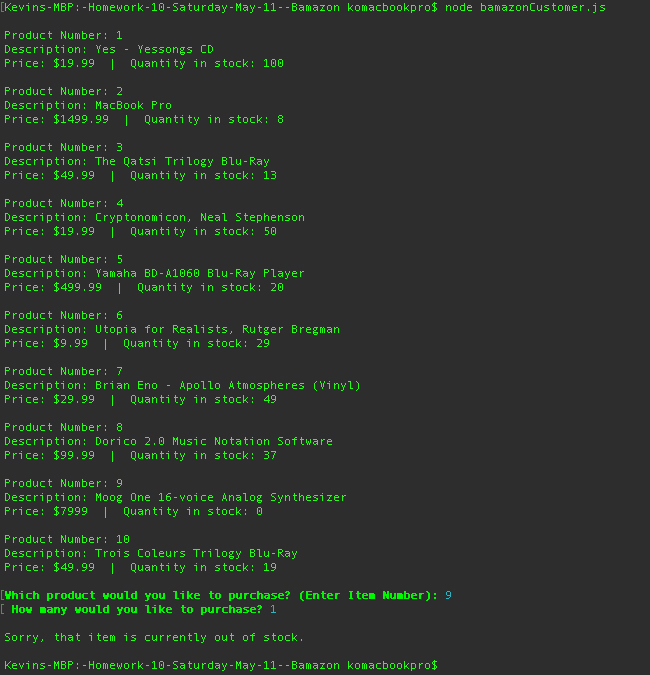 [Kevins-MBP:-Homework-10-Saturday-May-11--Bamazon komacbookpro$ node bamazonCustomer.js
Product Number: 1
Description: Yes - Yessongs CD
Price: $19.99  |  Quantity in stock: 100
Product Number: 2
Description: MacBook Pro
Price: $1499.99  |  Quantity in stock: 8
Product Number: 3
Description: The Qatsi Trilogy Blu-Ray
Price: $49.99  |  Quantity in stock: 13
Product Number: 4
Description: Cryptonomicon, Neal Stephenson
Price: $19.99  |  Quantity in stock: 50
Product Number: 5
Description: Yamaha BD-A1060 Blu-Ray Player
Price: $499.99  |  Quantity in stock: 20
Product Number: 6
Description: Utopia for Realists, Rutger Bregman
Price: $9.99  |  Quantity in stock: 29
Product Number: 7
Description: Brian Eno - Apollo Atmospheres (Vinyl)
Price: $29.99  |  Quantity in stock: 49
Product Number: 8
Description: Dorico 2.0 Music Notation Software
Price: $99.99  |  Quantity in stock: 37
Product Number: 9
Description: Moog One 16-voice Analog Synthesizer
Price: $7999  |  Quantity in stock: 0
Product Number: 10
Description: Trois Coleurs Trilogy Blu-Ray
Price: $49.99  |  Quantity in stock: 19
[Which product would you like to purchase? (Enter Item Number): 9
[ How many would you like to purchase? 1
Sorry, that item is currently out of stock.
Kevins-MBP:-Homework-10-Saturday-May-11--Bamazon komacbookpro$